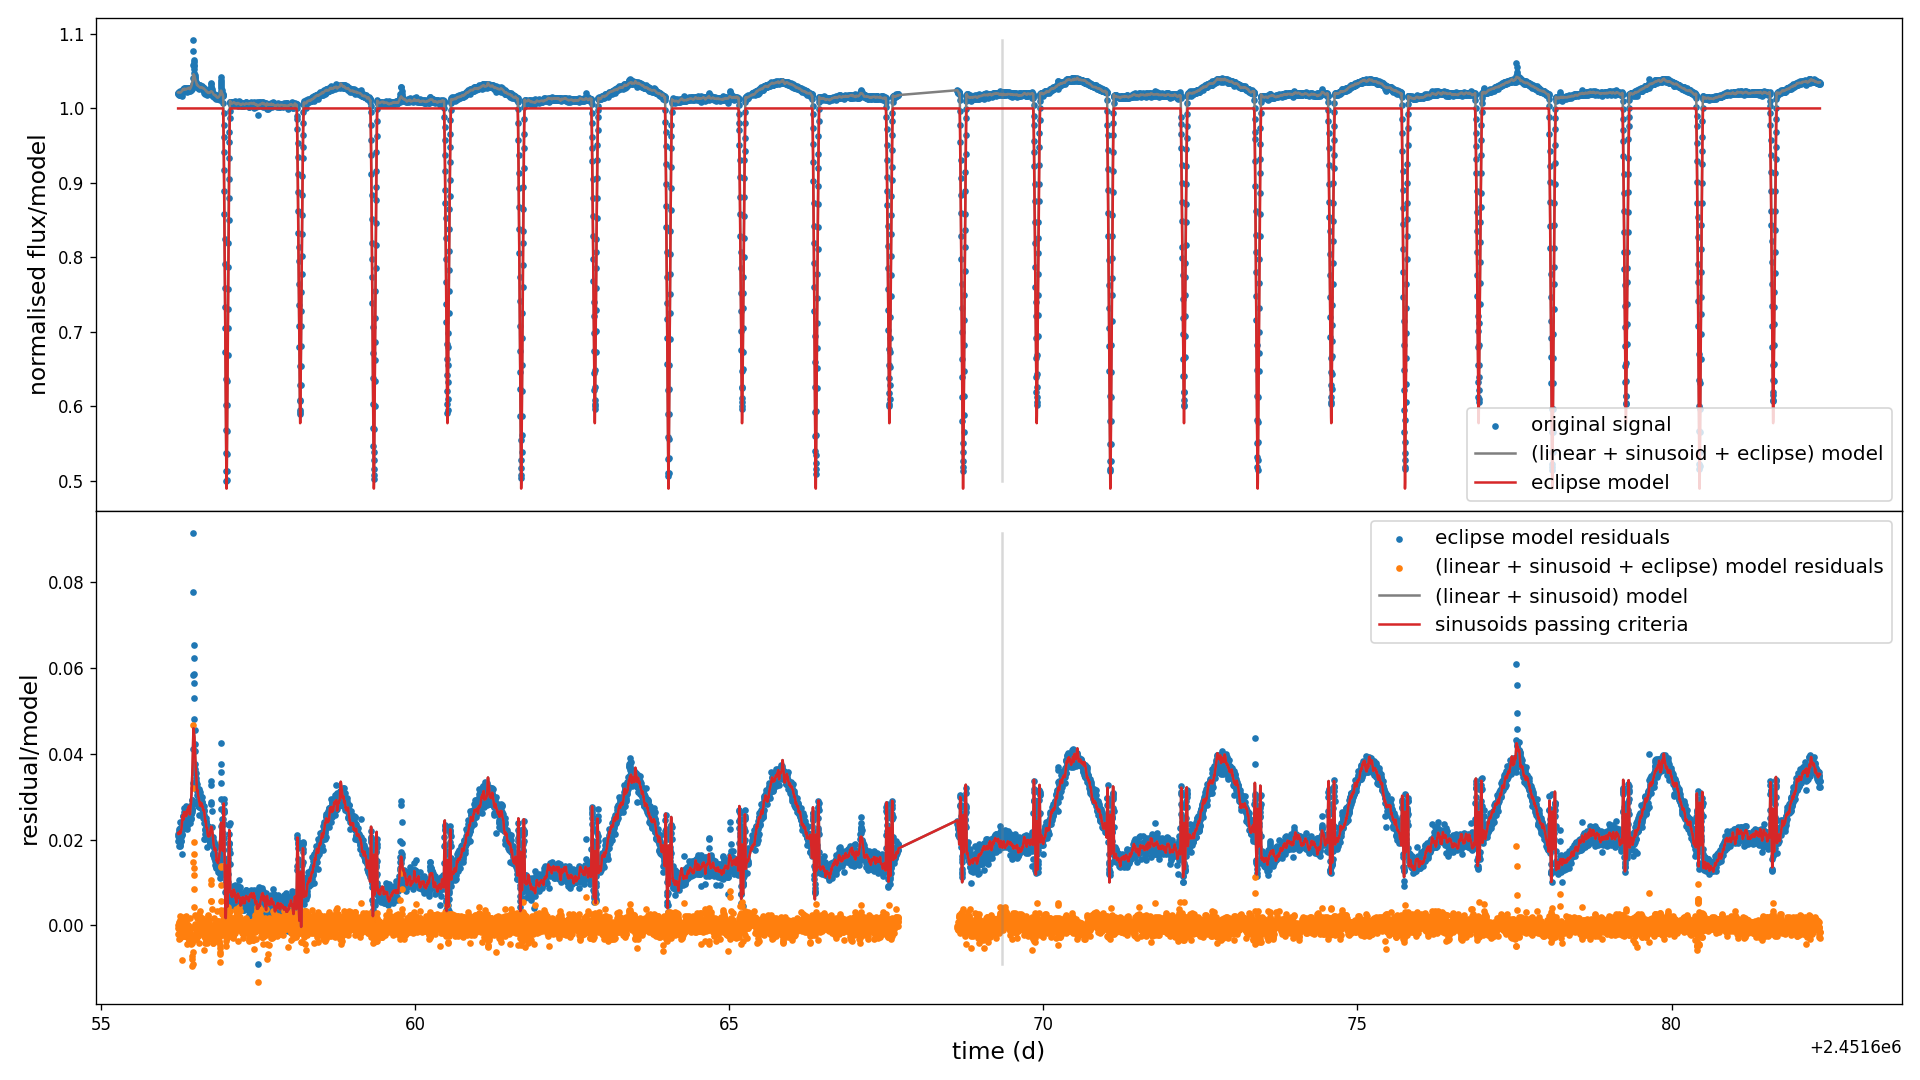 1.1
1.0
0.9
0.8
0.7
0.6
0.5
normalised flux/model
original signal
(linear + sinusoid + eclipse) model
eclipse model
0.08
0.06
0.04
0.02
0.00
residual/model
eclipse model residuals
(linear + sinusoid + eclipse) model residuals
(linear + sinusoid) model
sinusoids passing criteria
55 60 65 70 75 80
time (d)
+2.4516e6